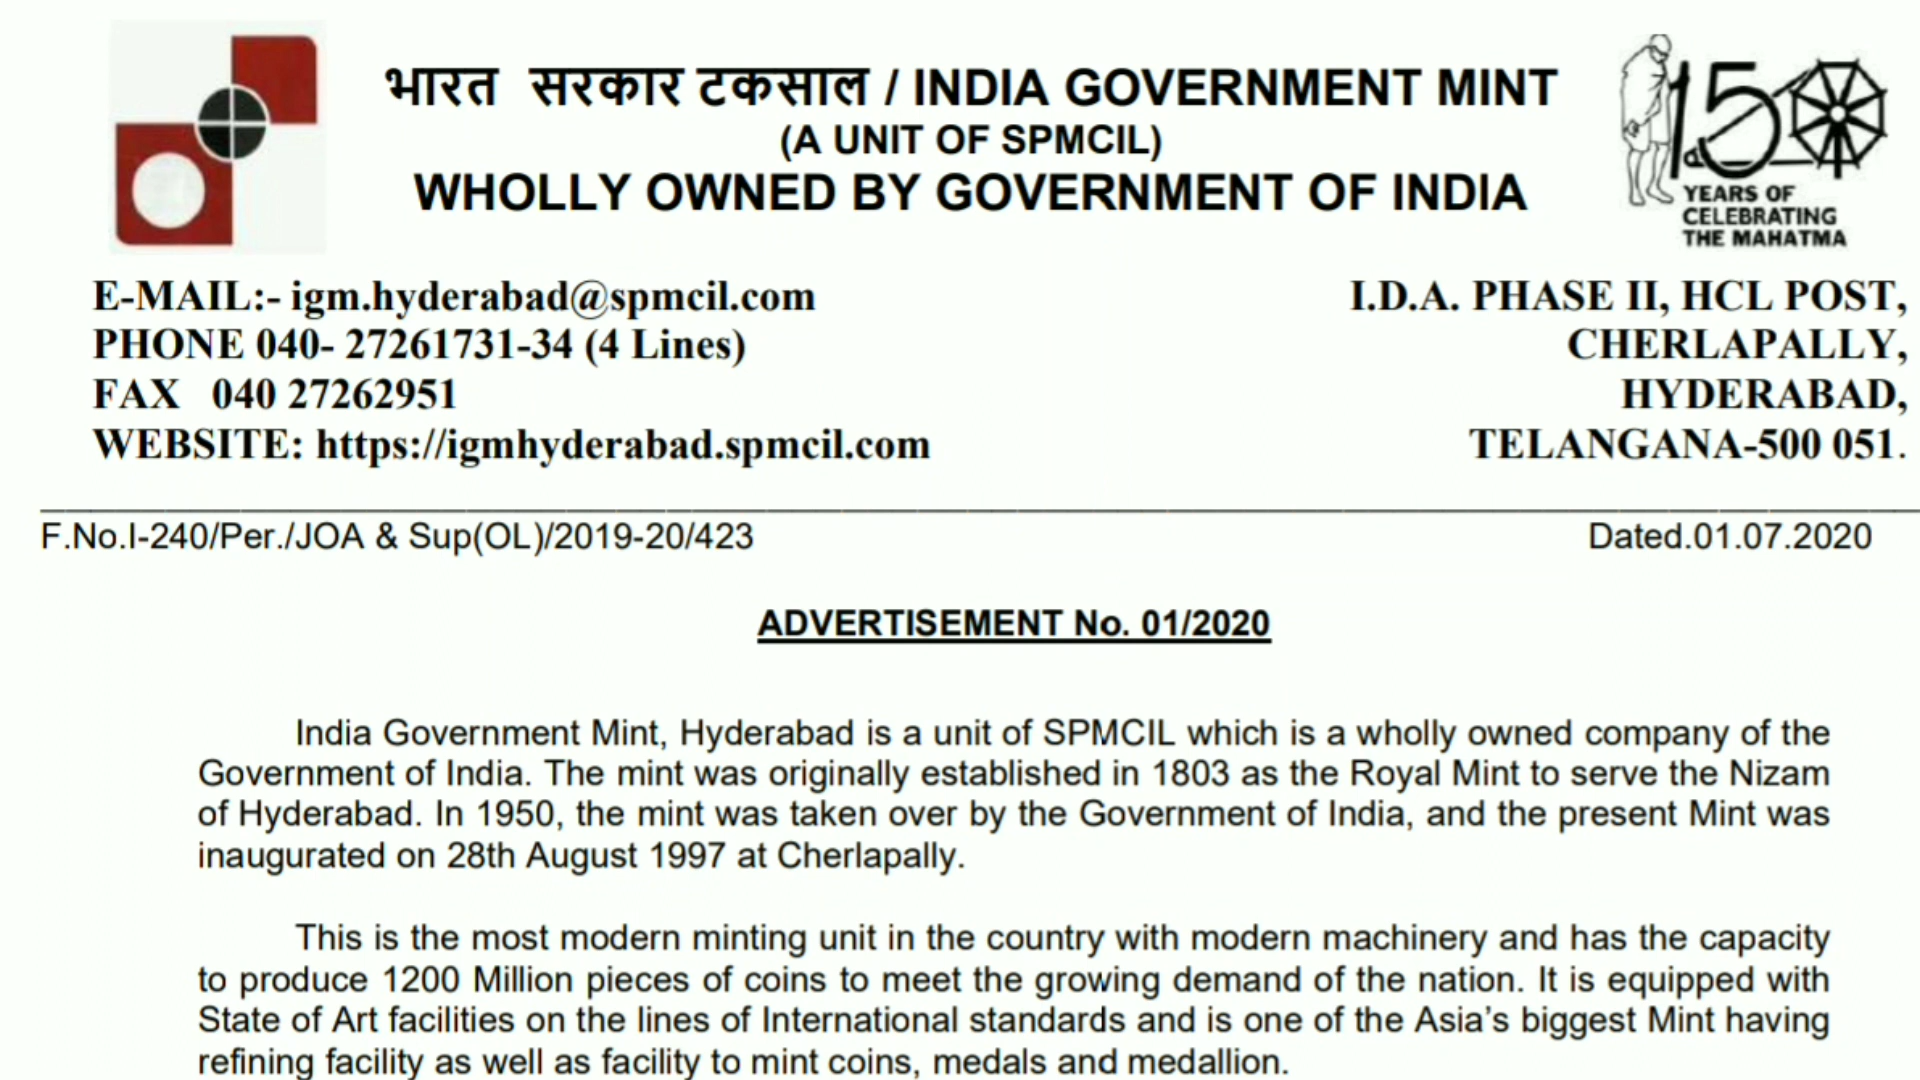 भारत सरकार टकसाल / INDIA GOVERNMENT MINT
(A UNIT OF SPMCIL)
WHOLLY OWNED BY GOVERNMENT OF INDIA
150
YEARS OF
CELEBRATING
THE MAHATMA
E-MAIL:- igm.hyderabad@spmcil.com
PHONE 040- 27261731-34 (4 Lines)
FAX 040 27262951
WEBSITE: https://igmhyderabad.spmcil.com
I.D.A. PHASE II, HCL POST,
CHERLAPALLY,
HYDERABAD,
TELANGANA-500 051.
F.No.I-240/Per./JOA & Sup(OL)/2019-20/423 Dated.01.07.2020
ADVERTISEMENT No. 01/2020
India Government Mint, Hyderabad is a unit of SPMCIL which is a wholly owned company of the
Government of India. The mint was originally established in 1803 as the Royal Mint to serve the Nizam
of Hyderabad. In 1950, the mint was taken over by the Government of India, and the present Mint was
inaugurated on 28th August 1997 at Cherlapally.
This is the most modern minting unit in the country with modern machinery and has the capacity
to produce 1200 Million pieces of coins to meet the growing demand of the nation. It is equipped with
State of Art facilities on the lines of International standards and is one of the Asia's biggest Mint having
refining facility as well as facility to mint coins, medals and medallion.